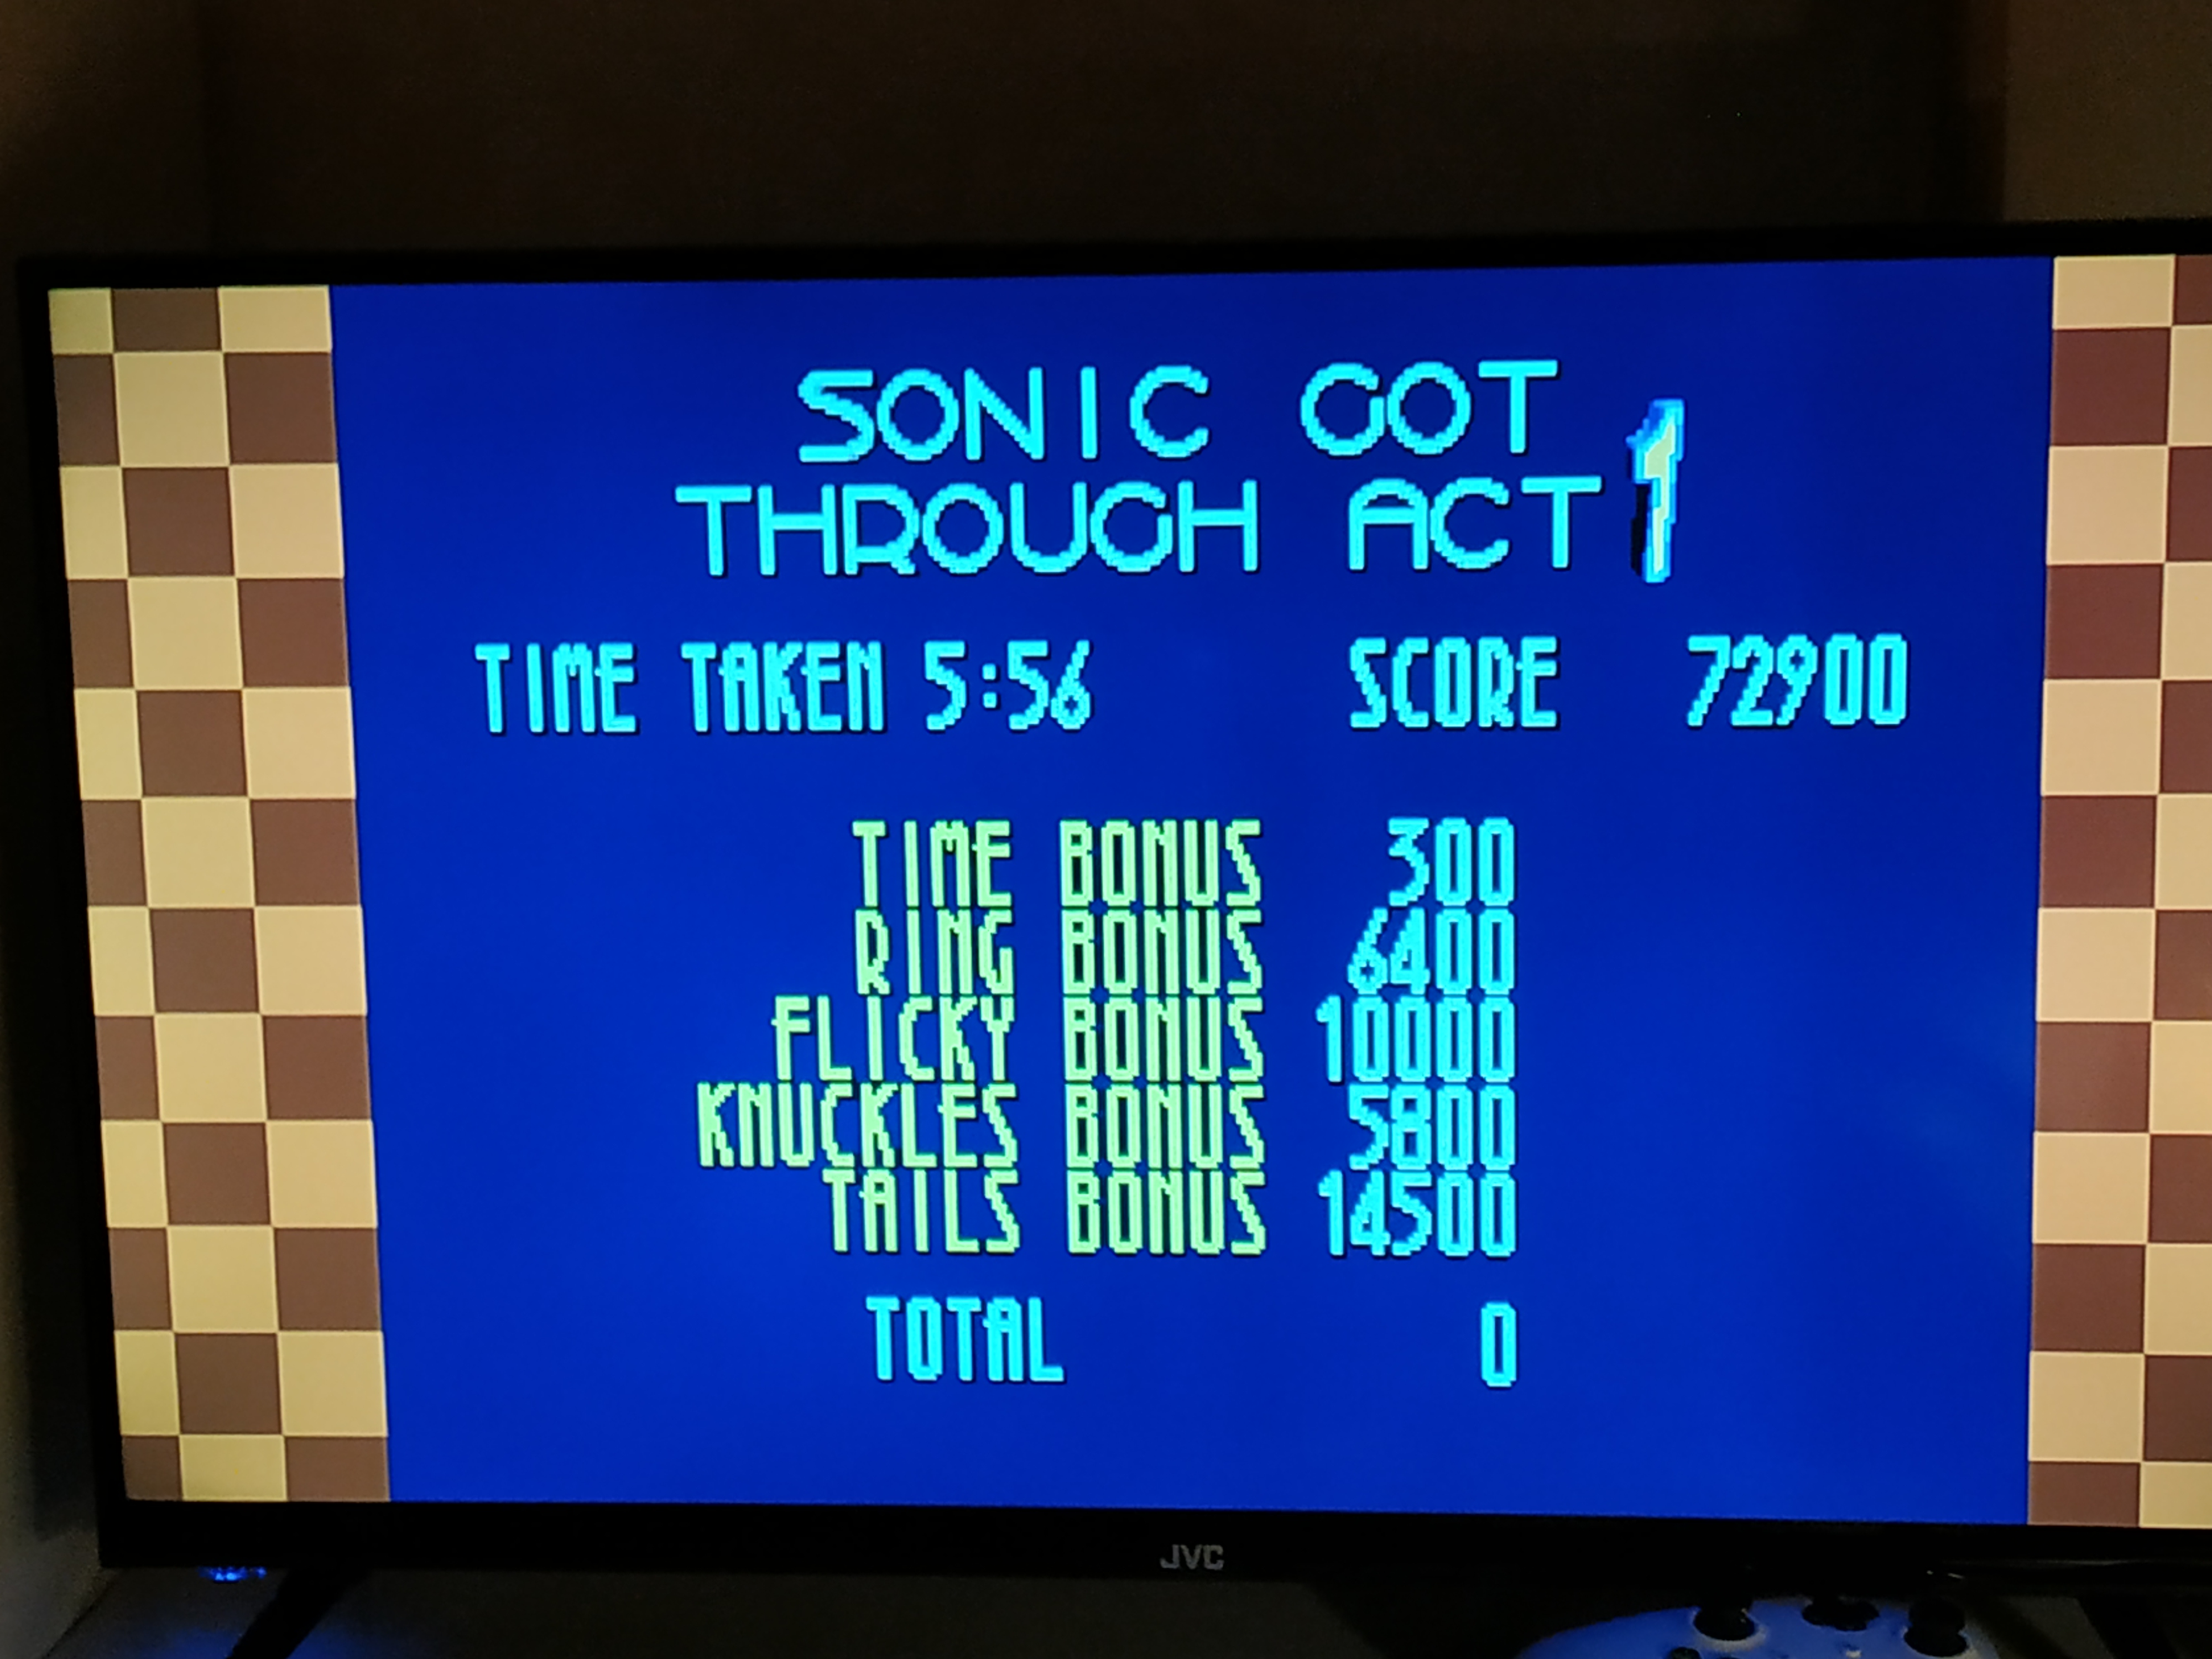 SONIC GOT
THROUGH ACT 1
TIME TAKEN 5:56 SCORE 72900
TIME BONUS 300
RING BONUS 6400
FLICKY BONUS 10000
KNUCKLES BONUS 5800
TAILS BONUS 14500
TOTAL 0
JVC